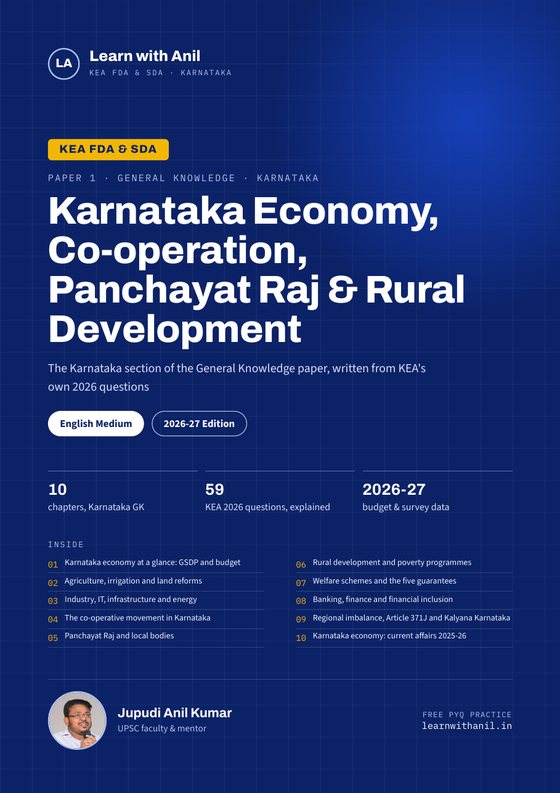 LA
Learn with Anil
KEA FDA & SDA · KARNATAKA
KEA FDA & SDA
PAPER 1 · GENERAL KNOWLEDGE · KARNATAKA
Karnataka Economy,
Co-operation,
Panchayat Raj & Rural
Development
The Karnataka section of the General Knowledge paper, written from KEA's
own 2026 questions
English Medium
2026-27 Edition
10
chapters, Karnataka GK
59
KEA 2026 questions, explained
2026-27
budget & survey data
INSIDE
01 Karnataka economy at a glance: GSDP and budget
02 Agriculture, irrigation and land reforms
03 Industry, IT, infrastructure and energy
04 The co-operative movement in Karnataka
05 Panchayat Raj and local bodies
06 Rural development and poverty programmes
07 Welfare schemes and the five guarantees
08 Banking, finance and financial inclusion
09 Regional imbalance, Article 371J and Kalyana Karnataka
10 Karnataka economy: current affairs 2025-26
Jupudi Anil Kumar
UPSC faculty & mentor
FREE PYQ PRACTICE
learnwithanil.in